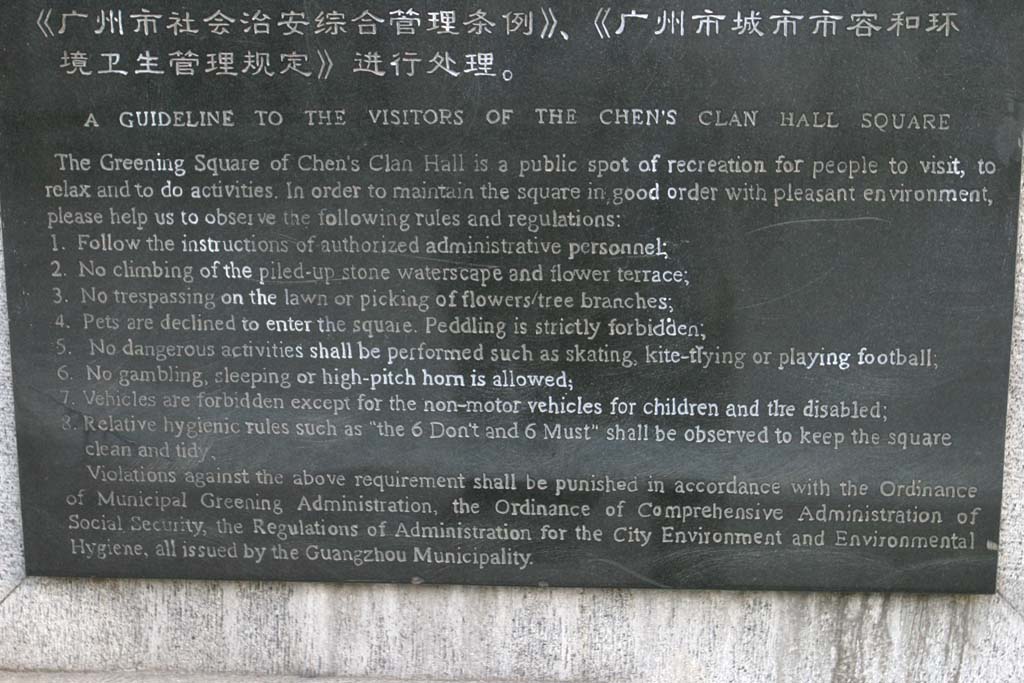 《广州市社会治安综合管理条例》、《广州市城市市容和环
境卫生管理规定》进行处理。
A GUIDELINE TO THE VISITORS OF THE CHEN'S CLAN HALL SQUARE
The Greening Square of Chen's Clan Hall is a public spot of recreation for people to visit, to
relax and to do activities. In order to maintain the square in good order with pleasant environment,
please help us to observe the following rules and regulations:
1. Follow the instructions of authorized administrative personnel;
2. No climbing of the piled-up stone waterscape and flower terrace;
3. No trespassing on the lawn or picking of flowers/tree branches;
4. Pets are declined to enter the square. Peddling is strictly forbidden;
5. No dangerous activities shall be performed such as skating, kite-flying or playing football;
6. No gambling, sleeping or high-pitch horn is allowed;
7. Vehicles are forbidden except for the non-motor vehicles for children and the disabled;
8. Relative hygienic rules such as "the 6 Don't and 6 Must" shall be observed to keep the square
clean and tidy.
Violations against the above requirement shall be punished in accordance with the Ordinance
of Municipal Greening Administration, the Ordinance of Comprehensive Administration of
Social Security, the Regulations of Administration for the City Environment and Environmental
Hygiene, all issued by the Guangzhou Municipality.